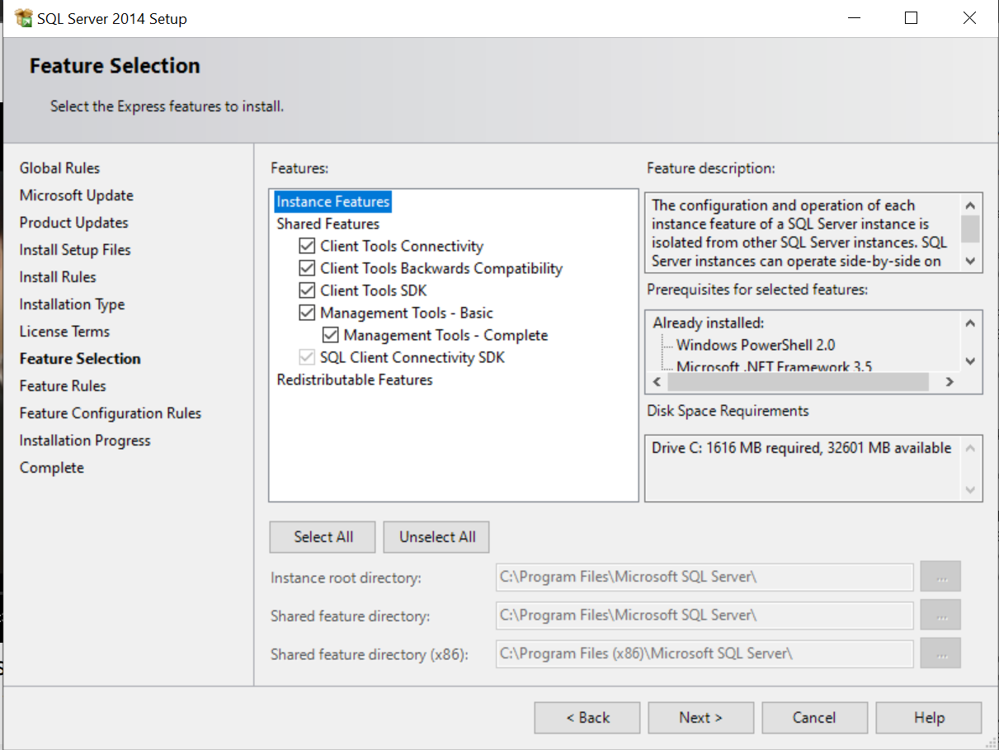 SQL Server 2014 Setup
Feature Selection
Select the Express features to install.
Global Rules
Microsoft Update
Product Updates
Install Setup Files
Install Rules
Installation Type
License Terms
Feature Selection
Feature Rules
Feature Configuration Rules
Installation Progress
Complete
Features:
Instance Features
Shared Features
Client Tools Connectivity
Client Tools Backwards Compatibility
Client Tools SDK
Management Tools - Basic
Management Tools - Complete
SQL Client Connectivity SDK
Redistributable Features
Feature description:
The configuration and operation of each
instance feature of a SQL Server instance is
isolated from other SQL Server instances. SQL
Server instances can operate side-by-side on
Prerequisites for selected features:
Already installed:
Windows PowerShell 2.0
Microsoft .NET Framework 3.5
Disk Space Requirements
Drive C: 1616 MB required, 32601 MB available
Select All
Unselect All
Instance root directory:
C:\Program Files\Microsoft SQL Server\
...
Shared feature directory:
C:\Program Files\Microsoft SQL Server\
...
Shared feature directory (x86):
C:\Program Files (x86)\Microsoft SQL Server\
...
< Back
Next >
Cancel
Help